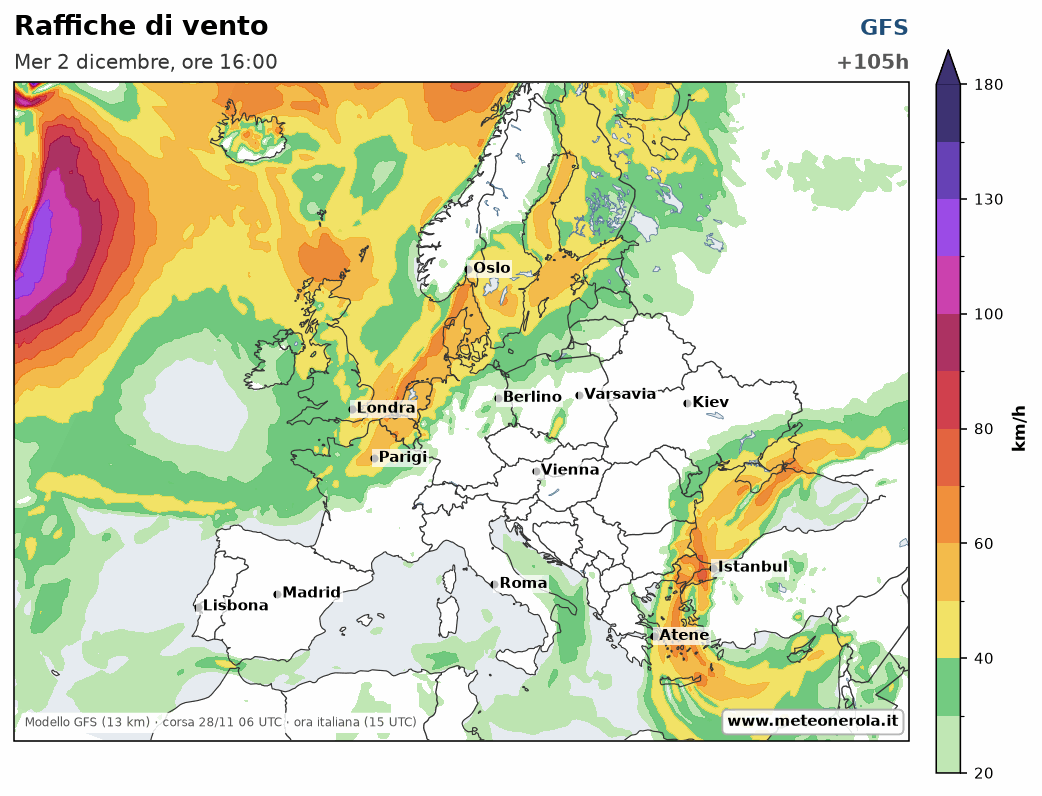 Raffiche di vento
GFS
Mer 2 dicembre, ore 16:00
+105h
180
130
100
80
60
40
20
km/h
Oslo
Londra
Berlino
Varsavia
Kiev
Parigi
Vienna
Istanbul
Roma
Madrid
Lisbona
Atene
Modello GFS (13 km) · corsa 28/11 06 UTC · ora italiana (15 UTC)
www.meteonerola.it